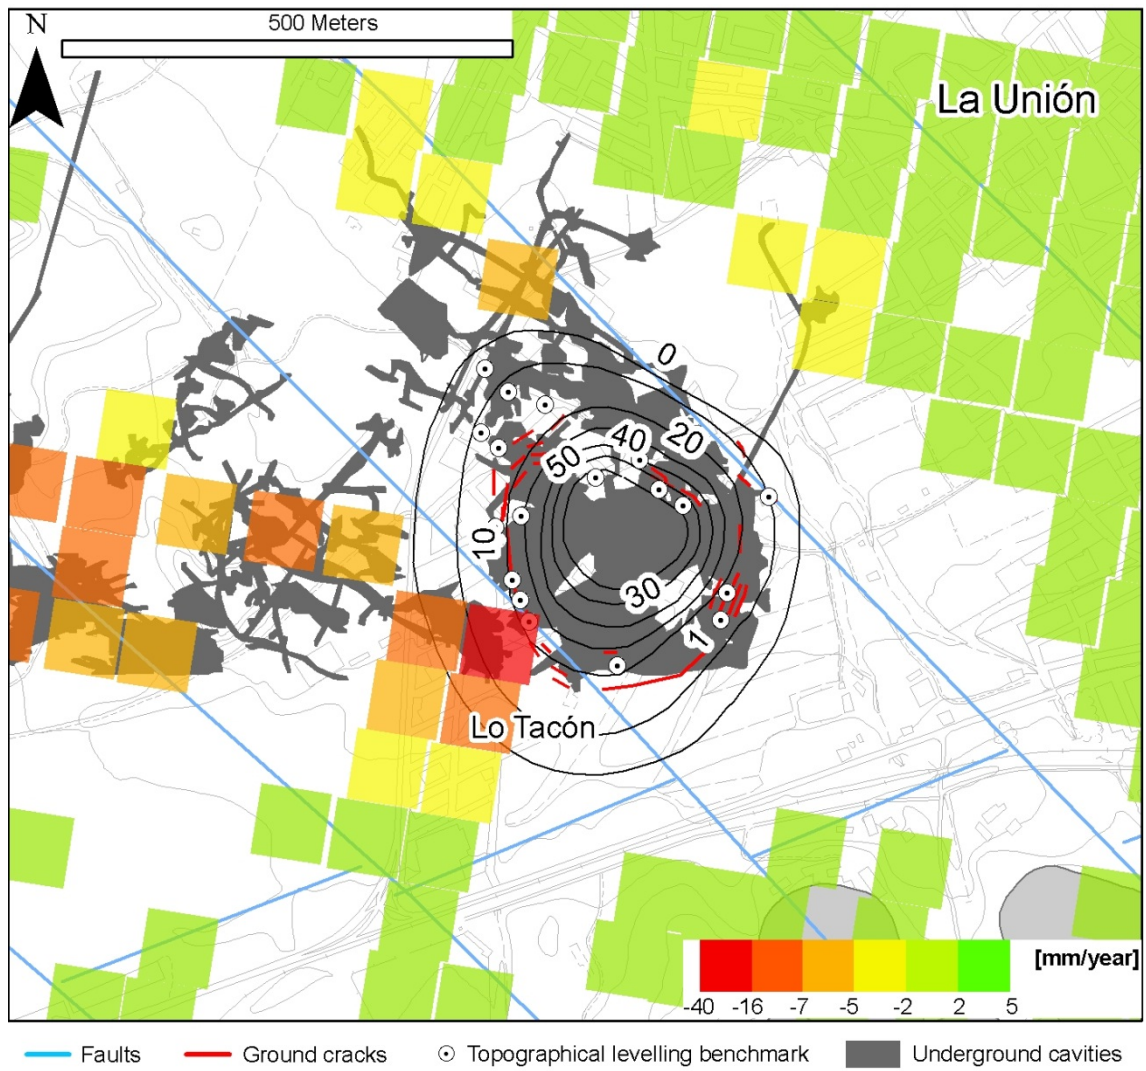 N
500 Meters
La Unión
0
20
40
50
10
30
1
Lo Tacón
[mm/year]
-40 -16 -7 -5 -2 2 5
Faults
Ground cracks
Topographical levelling benchmark
Underground cavities